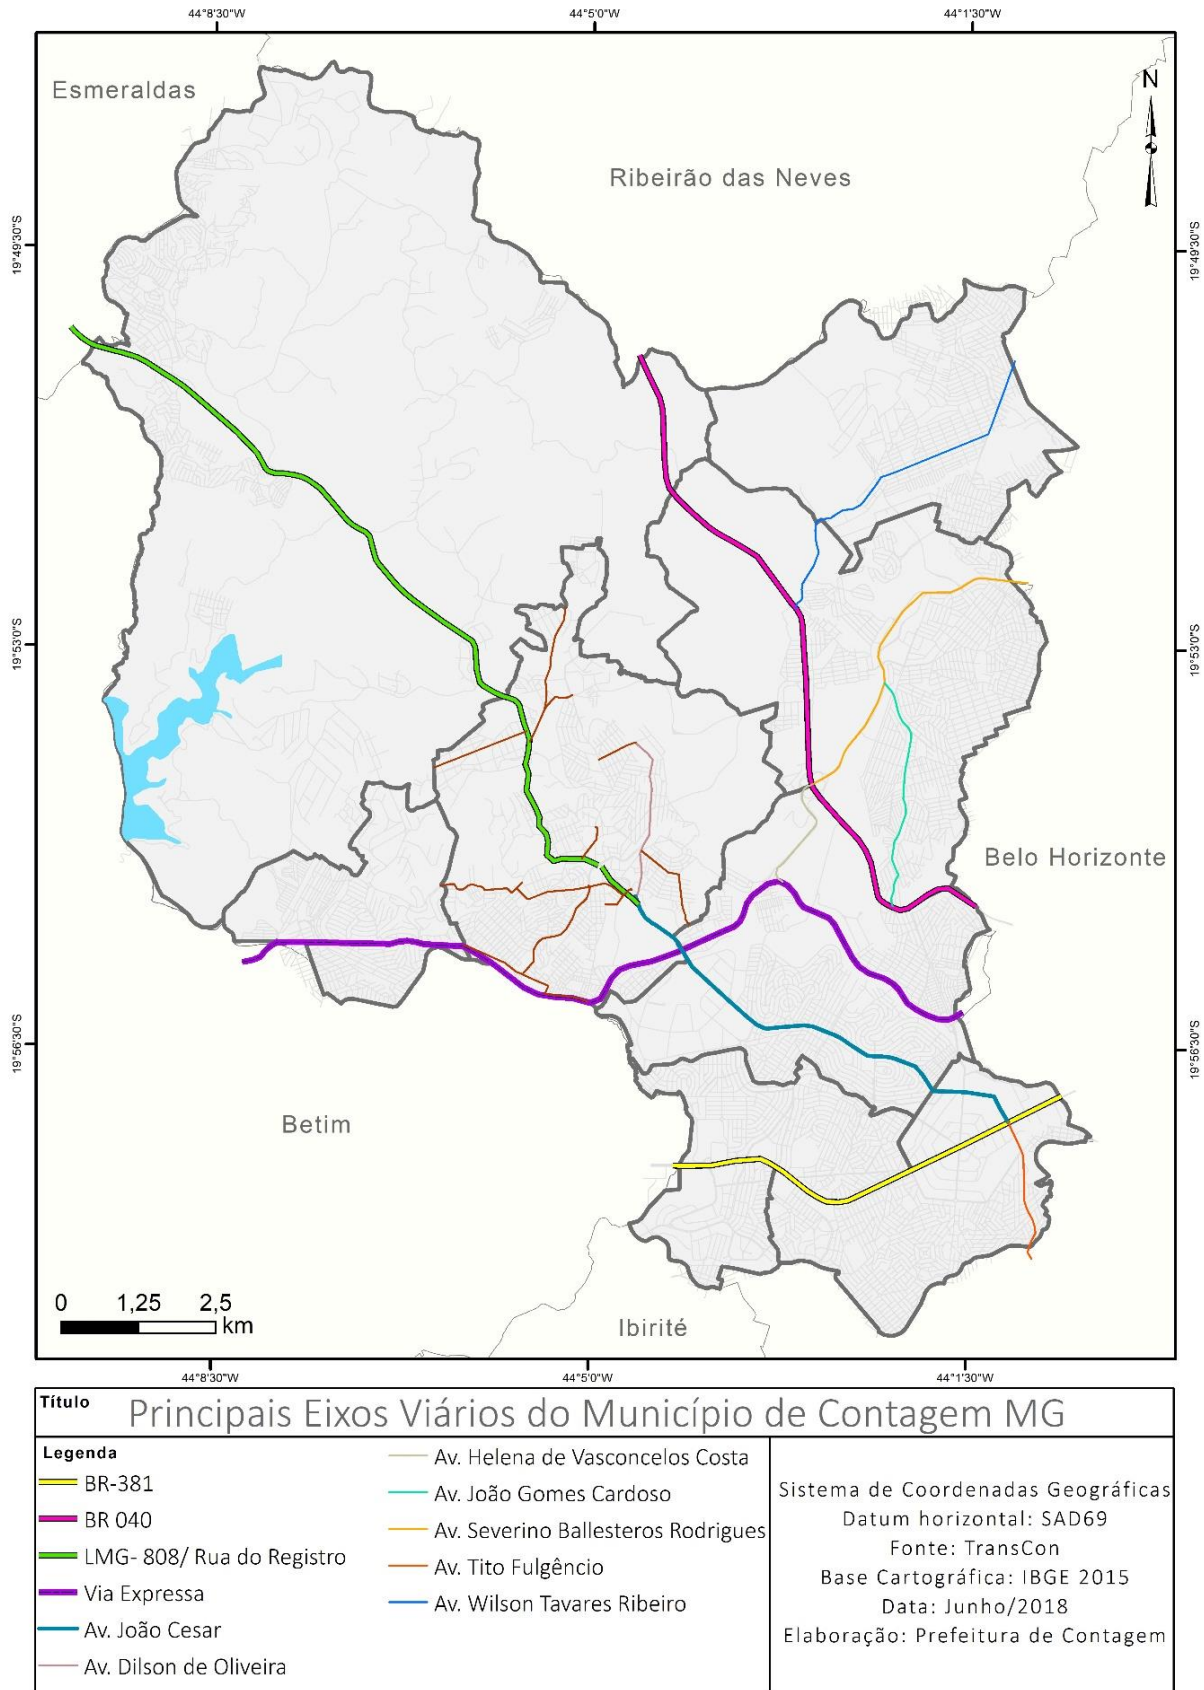 44°8'30"W
44°5'0"W
44°1'30"W
Esmeraldas
N
Ribeirão das Neves
19°49'30"S
19°49'30"S
19°53'0"S
19°53'0"S
Belo Horizonte
19°56'30"S
19°56'30"S
Betim
0 1,25 2,5
km
Ibirité
44°8'30"W
44°5'0"W
44°1'30"W
Título
Principais Eixos Viários do Município de Contagem MG
Legenda
BR-381
BR 040
LMG- 808/ Rua do Registro
Via Expressa
Av. João Cesar
Av. Dilson de Oliveira
Av. Helena de Vasconcelos Costa
Av. João Gomes Cardoso
Av. Severino Ballesteros Rodrigues
Av. Tito Fulgêncio
Av. Wilson Tavares Ribeiro
Sistema de Coordenadas Geográficas
Datum horizontal: SAD69
Fonte: TransCon
Base Cartográfica: IBGE 2015
Data: Junho/2018
Elaboração: Prefeitura de Contagem